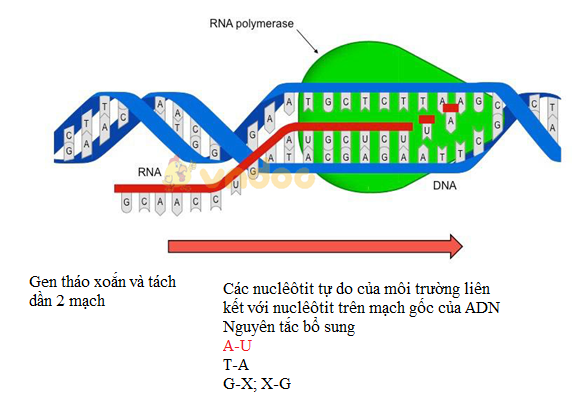 RNA polymerase
A T G C T C T T A A G
C T
G A
C T T A C
A T C G G
A U G C U C U
U A
T A C G A G A A T T C G
RNA
vndoc
DNA
G C A A C C U G
Gen tháo xoắn và tách
dần 2 mạch
Các nuclêôtit tự do của môi trường liên
kết với nuclêôtit trên mạch gốc của ADN
Nguyên tắc bổ sung
A-U
T-A
G-X; X-G